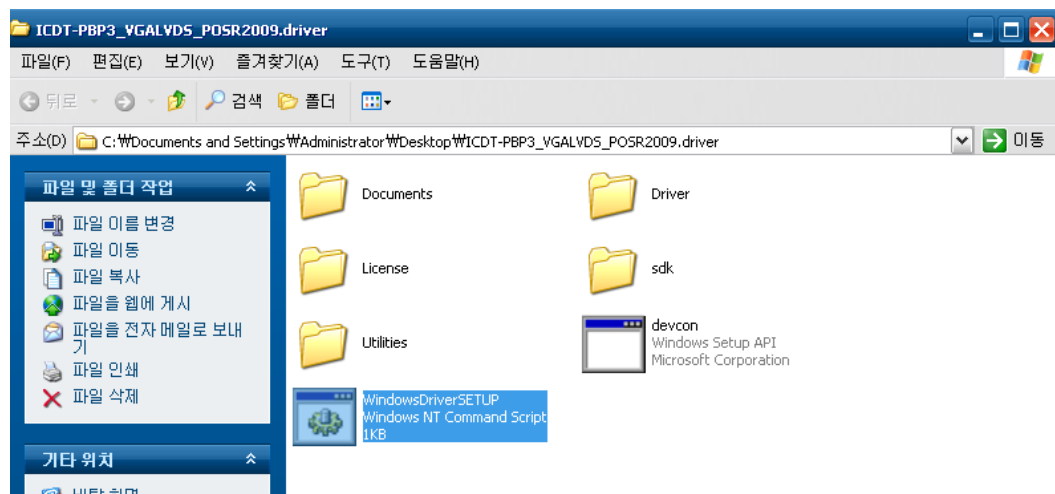 ICDT-PBP3_VGALVDS_POSR2009.driver
파일(F) 편집(E) 보기(V) 즐겨찾기(A) 도구(T) 도움말(H)
뒤로 검색 폴더
주소(D) C:₩Documents and Settings₩Administrator₩Desktop₩ICDT-PBP3_VGALVDS_POSR2009.driver 이동
파일 및 폴더 작업
파일 이름 변경
파일 이동
파일 복사
파일을 웹에 게시
파일을 전자 메일로 보내
기
파일 인쇄
파일 삭제
기타 위치
바탕 화면
Documents
Driver
License
sdk
Utilities
devcon
Windows Setup API
Microsoft Corporation
WindowsDriverSETUP
Windows NT Command Script
1KB